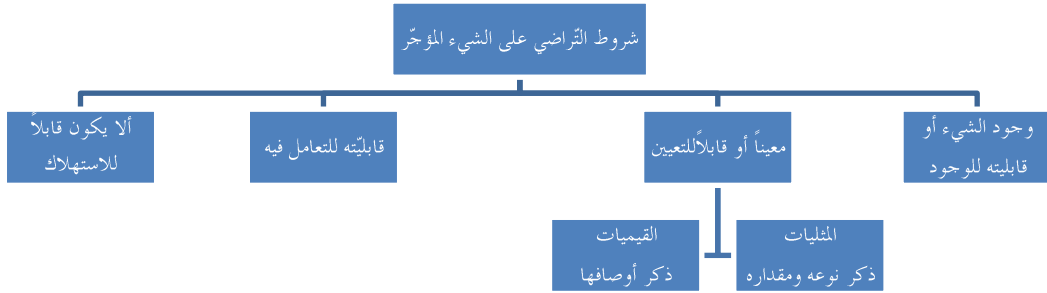 شروط التّراضي على الشيء المؤجّر
وجود الشيء أو
قابليته للوجود
معيناً أو قابلاًللتعيين
قابليّته للتعامل فيه
ألا يكون قابلاً
للاستهلاك
المثليات
ذكر نوعه ومقداره
القيميات
ذكر أوصافها